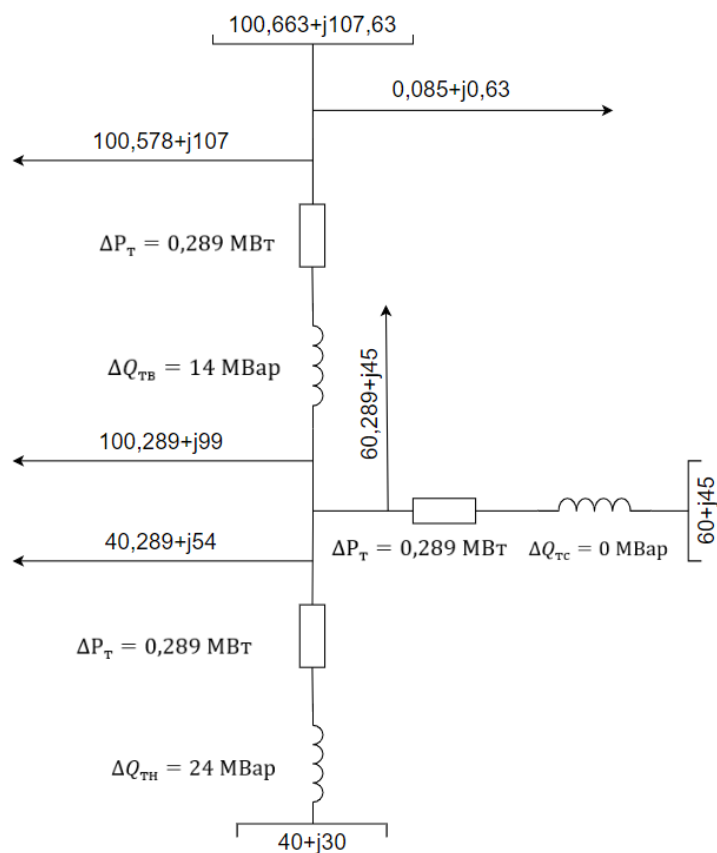 100,663+j107,63
0,085+j0,63
100,578+j107
ΔPт = 0,289 МВт
ΔQтв = 14 МВар
60,289+j45
100,289+j99
60+j45
40,289+j54
ΔPт = 0,289 МВт
ΔQтс = 0 МВар
ΔPт = 0,289 МВт
ΔQтн = 24 МВар
40+j30